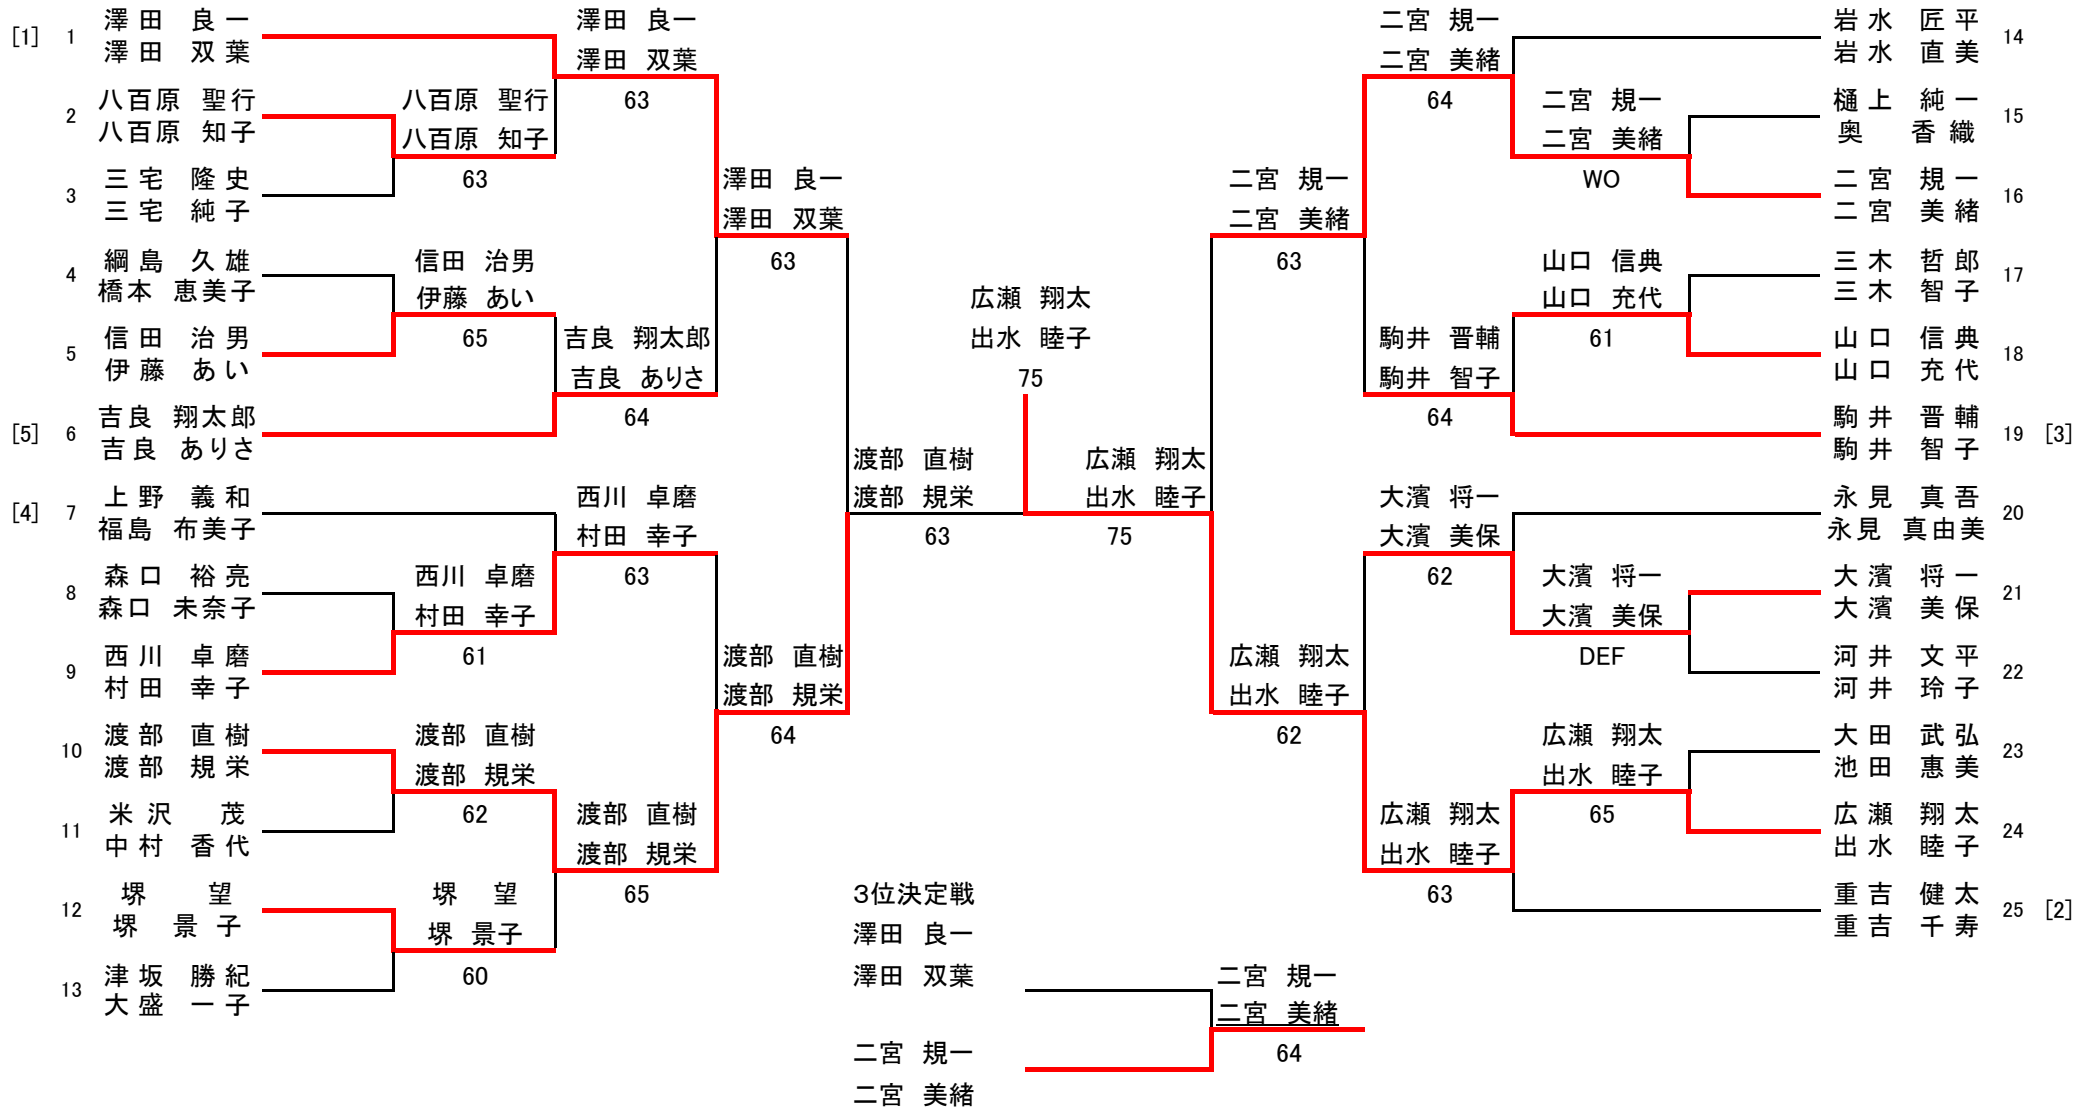 [1] 1 澤田 良一
澤田 双葉
2 八百原 聖行
八百原 知子
3 三宅 隆史
三宅 純子
4 綱島 久雄
橋本 恵美子
5 信田 治男
伊藤 あい
[5] 6 吉良 翔太郎
吉良 ありさ
[4] 7 上野 義和
福島 布美子
8 森口 裕亮
森口 未奈子
9 西川 卓磨
村田 幸子
10 渡部 直樹
渡部 規栄
11 米沢 茂
中村 香代
12 堺 望
堺 景子
13 津坂 勝紀
大盛 一子
八百原 聖行
八百原 知子
63
信田 治男
伊藤 あい
65
西川 卓磨
村田 幸子
61
渡部 直樹
渡部 規栄
62
堺 望
堺 景子
60
澤田 良一
澤田 双葉
63
吉良 翔太郎
吉良 ありさ
64
西川 卓磨
村田 幸子
63
渡部 直樹
渡部 規栄
65
澤田 良一
澤田 双葉
63
渡部 直樹
渡部 規栄
64
渡部 直樹
渡部 規栄
63
広瀬 翔太
出水 睦子
75
広瀬 翔太
出水 睦子
75
二宮 規一
二宮 美緒
63
広瀬 翔太
出水 睦子
62
二宮 規一
二宮 美緒
64
駒井 晋輔
駒井 智子
64
大濱 将一
大濱 美保
62
広瀬 翔太
出水 睦子
63
二宮 規一
二宮 美緒
WO
山口 信典
山口 充代
61
大濱 将一
大濱 美保
DEF
広瀬 翔太
出水 睦子
65
岩水 匠平 14
岩水 直美
樋上 純一 15
奥 香織
二宮 規一 16
二宮 美緒
三木 哲郎 17
三木 智子
山口 信典 18
山口 充代
駒井 晋輔 19 [3]
駒井 智子
永見 真吾 20
永見 真由美
大濱 将一 21
大濱 美保
河井 文平 22
河井 玲子
大田 武弘 23
池田 惠美
広瀬 翔太 24
出水 睦子
重吉 健太 25 [2]
重吉 千寿
3位決定戦
澤田 良一
澤田 双葉
二宮 規一
二宮 美緒
二宮 規一
二宮 美緒
64